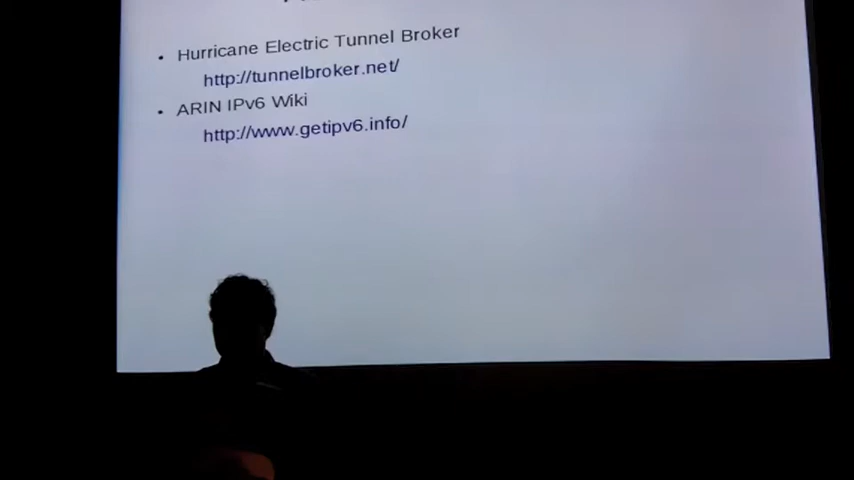 • Hurricane Electric Tunnel Broker
http://tunnelbroker.net/
• ARIN IPv6 Wiki
http://www.getipv6.info/